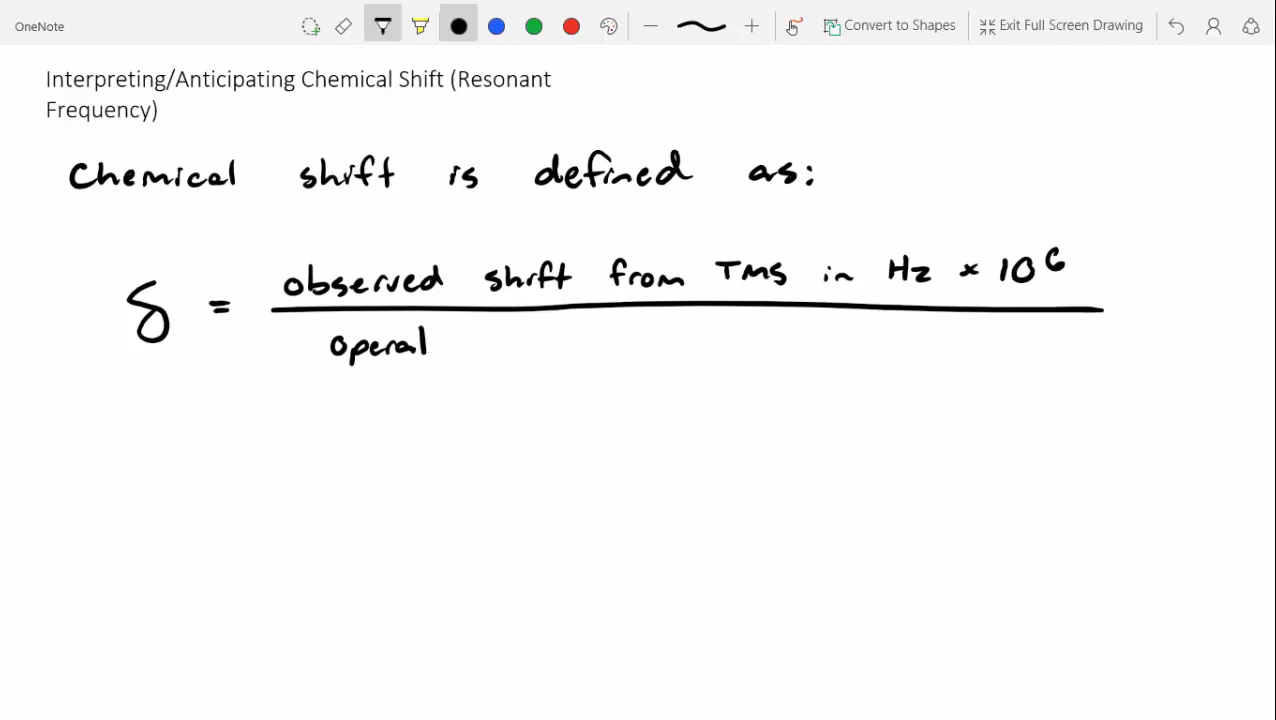 OneNote
Convert to Shapes
Exit Full Screen Drawing
Interpreting/Anticipating Chemical Shift (Resonant
Frequency)
Chemical shift is defined as:
δ = observed shift from TMS in Hz × 10⁶
operal